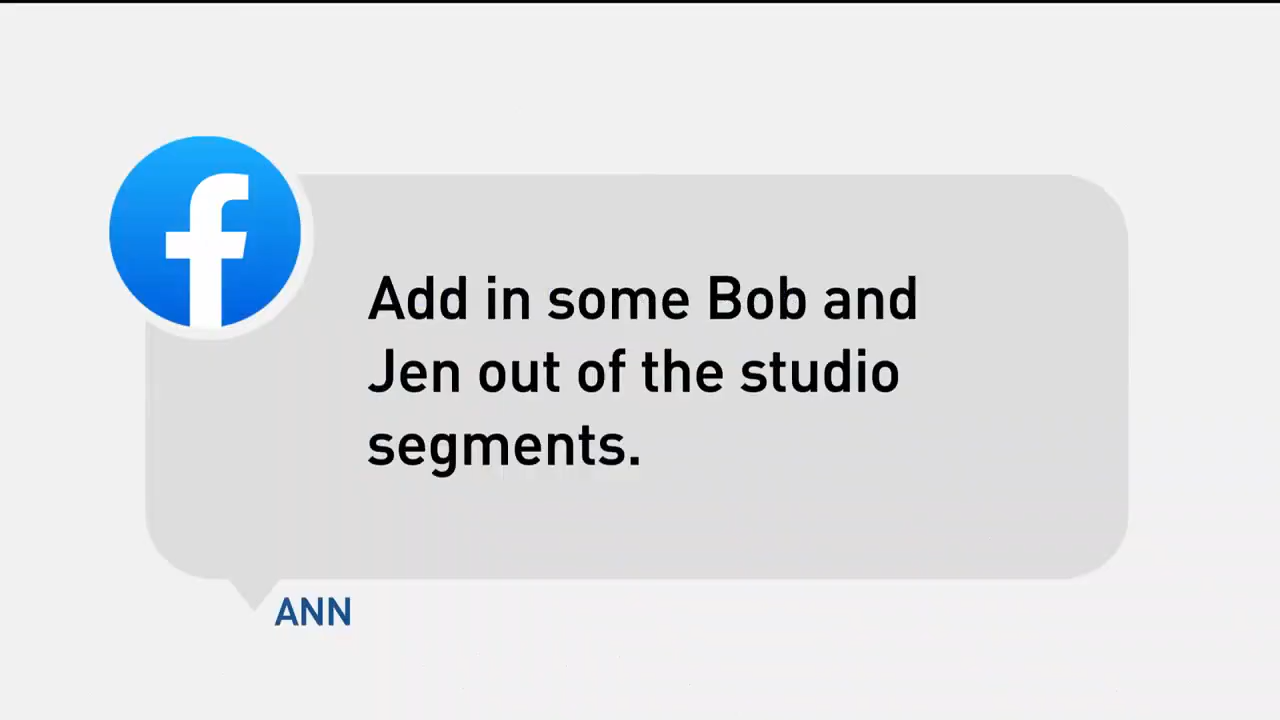 Add in some Bob and
Jen out of the studio
segments.
ANN